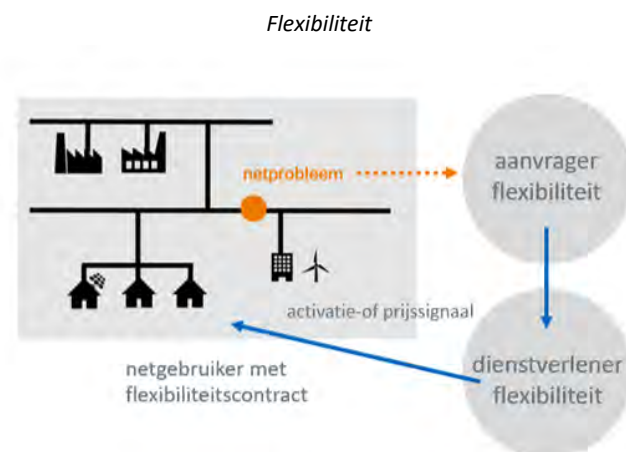 Flexibiliteit
netprobleem
aanvrager
flexibiliteit
activatie-of prijssignaal
netgebruiker met
flexibiliteitscontract
dienstverlener
flexibiliteit